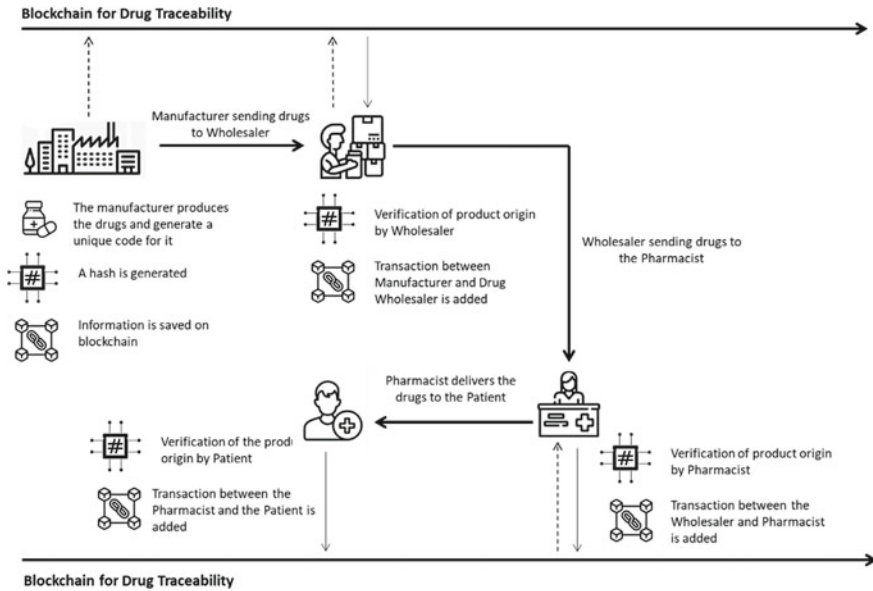 Blockchain for Drug Traceability
Manufacturer sending drugs
to Wholesaler
The manufacturer produces
the drugs and generate a
unique code for it
#
A hash is generated
Information is saved on
blockchain
#
Verification of product origin
by Wholesaler
Transaction between
Manufacturer and Drug
Wholesaler is added
Wholesaler sending drugs to
the Pharmacist
Pharmacist delivers the
drugs to the Patient
#
Verification of the
origin by Patient
Transaction between the
Pharmacist and the Patient is
added
#
Verification of product origin
by Pharmacist
Transaction between the
Wholesaler and Pharmacist
is added
Blockchain for Drug Traceability